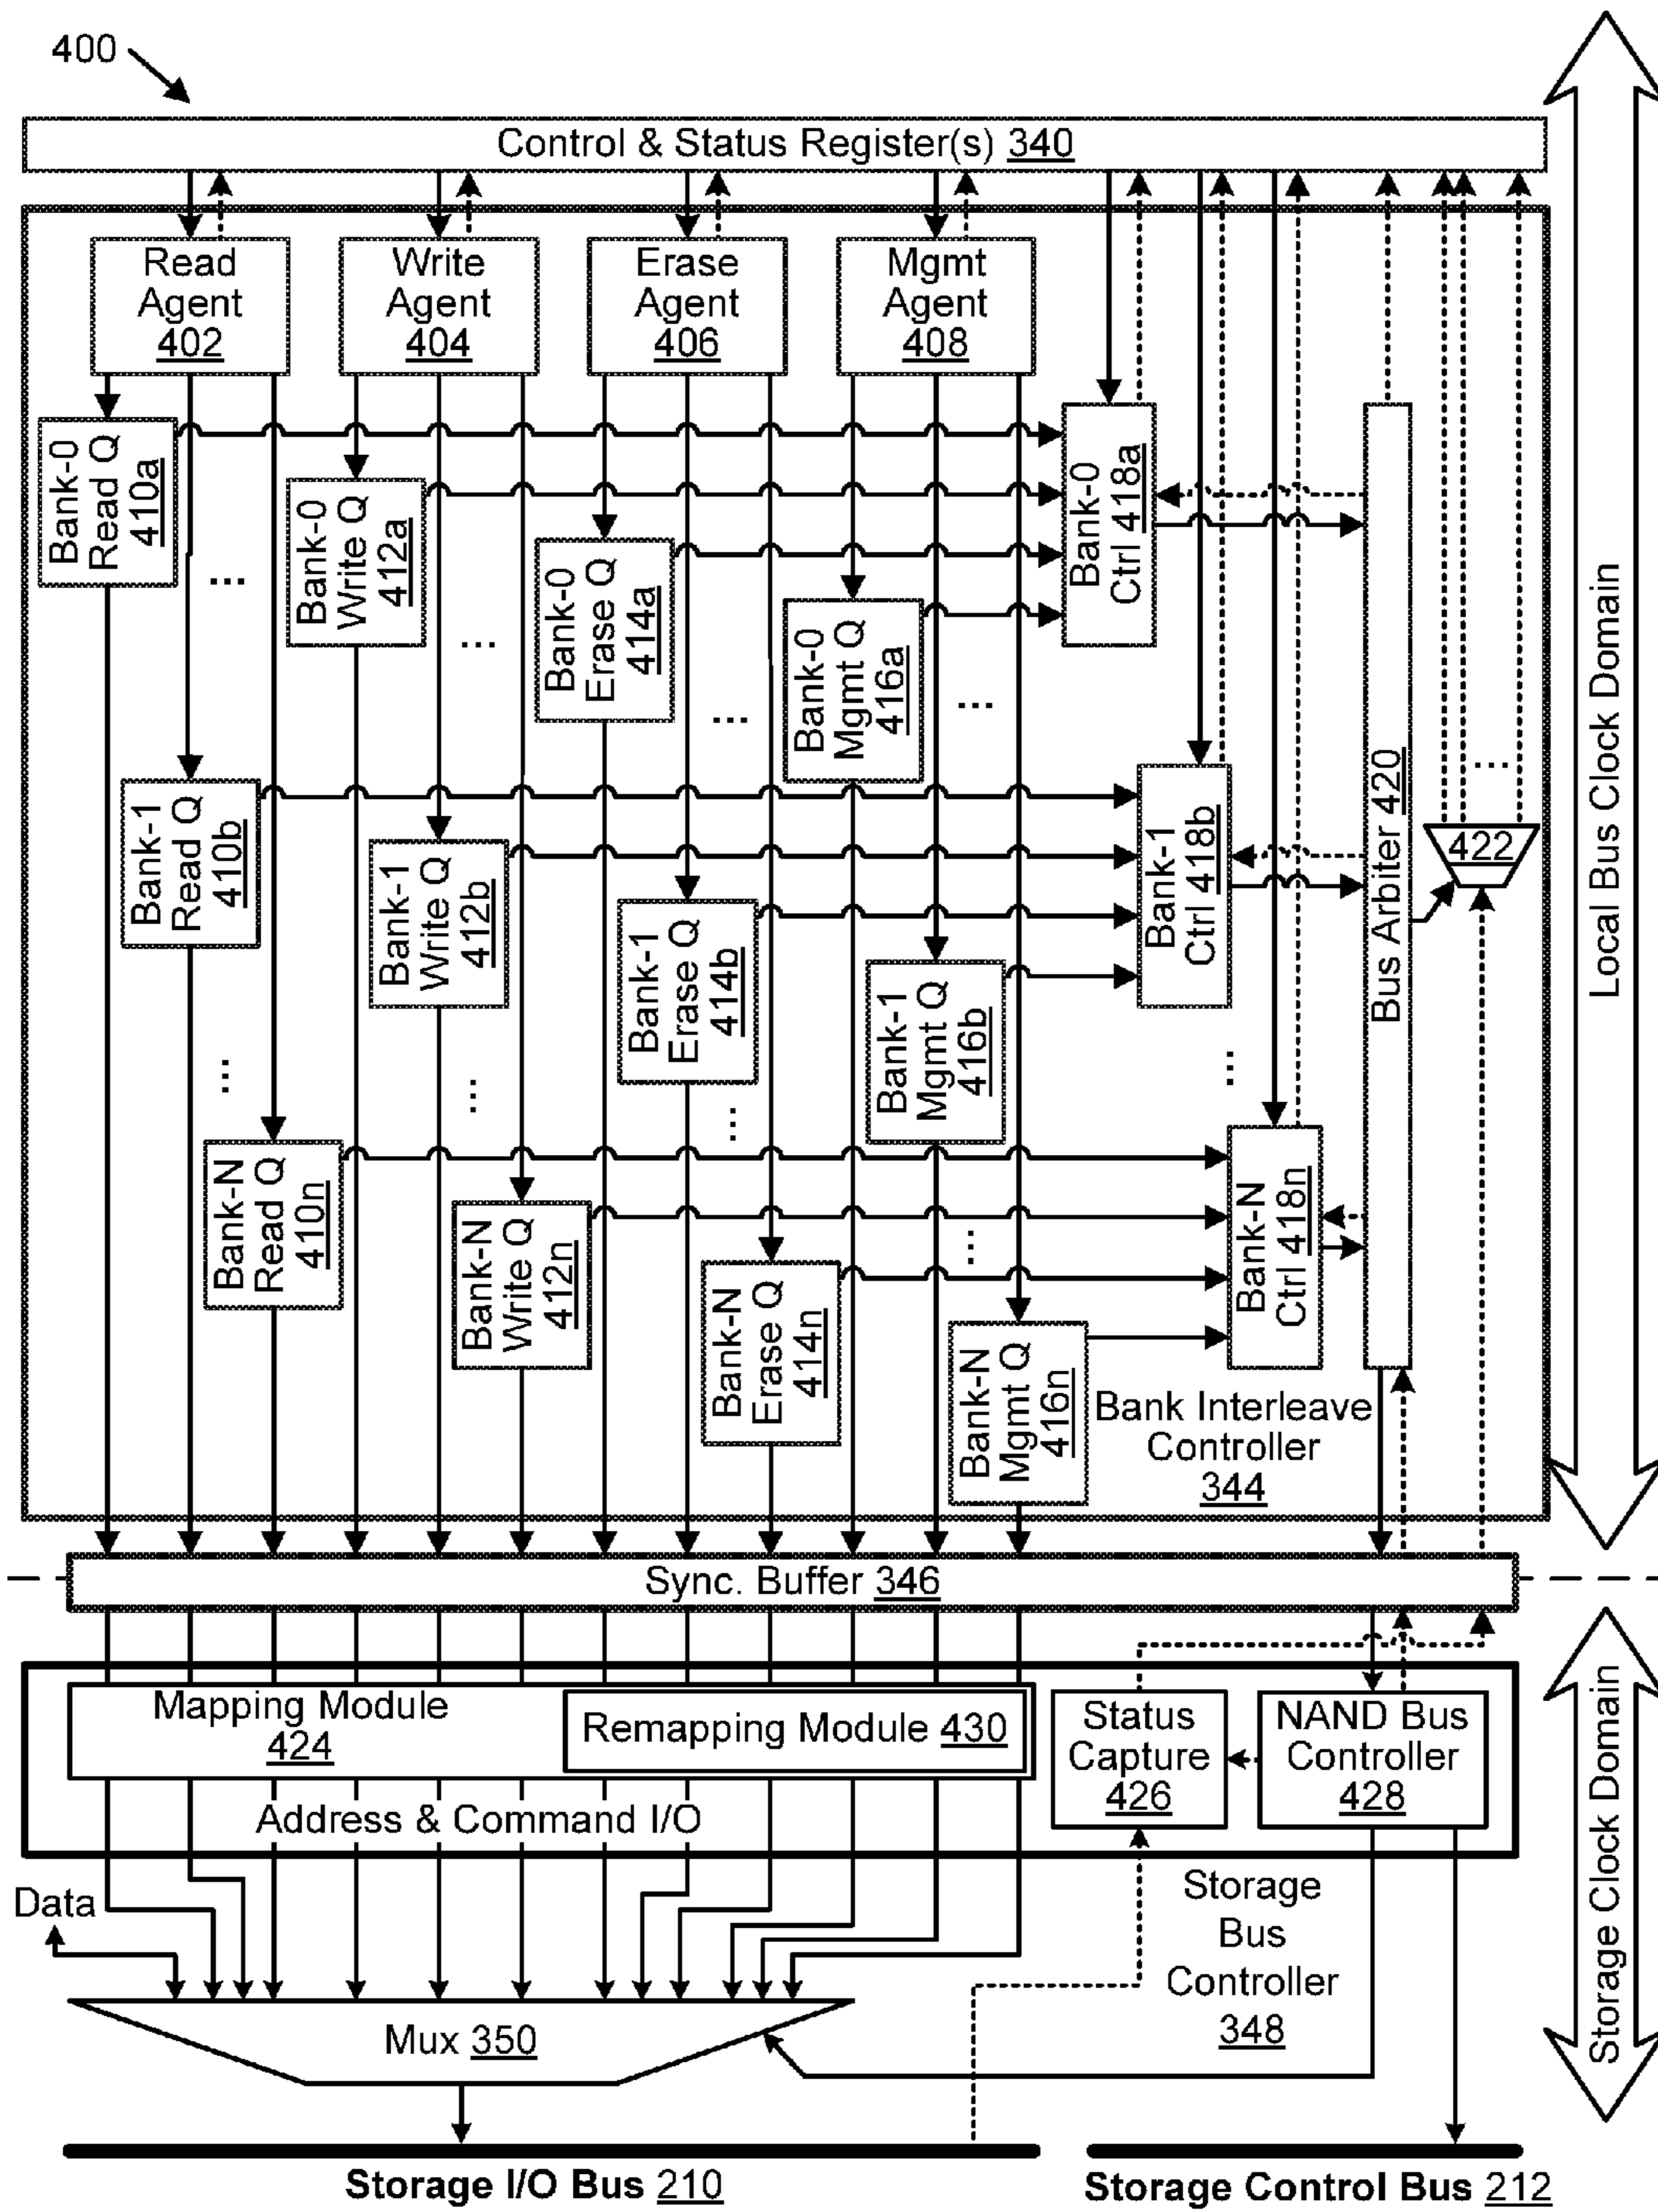 400
Control & Status Register(s) 340
Read
Agent
402
Write
Agent
404
Erase
Agent
406
Mgmt
Agent
408
Bank-0
Read Q
410a
Bank-0
Write Q
412a
Bank-0
Erase Q
414a
Bank-0
Mgmt Q
416a
Bank-0
Ctrl 418a
...
...
...
...
Bank-1
Read Q
410b
Bank-1
Write Q
412b
Bank-1
Erase Q
414b
Bank-1
Mgmt Q
416b
Bank-1
Ctrl 418b
Bus Arbiter 420
...
422
Local Bus Clock Domain
...
...
...
...
...
Bank-N
Read Q
410n
Bank-N
Write Q
412n
Bank-N
Erase Q
414n
Bank-N
Mgmt Q
416n
Bank-N
Ctrl 418n
Bank Interleave
Controller
344
Sync. Buffer 346
Mapping Module
424
Remapping Module 430
Status
Capture
426
NAND Bus
Controller
428
Address & Command I/O
Storage Clock Domain
Data
Storage
Bus
Controller
348
Mux 350
Storage I/O Bus 210
Storage Control Bus 212